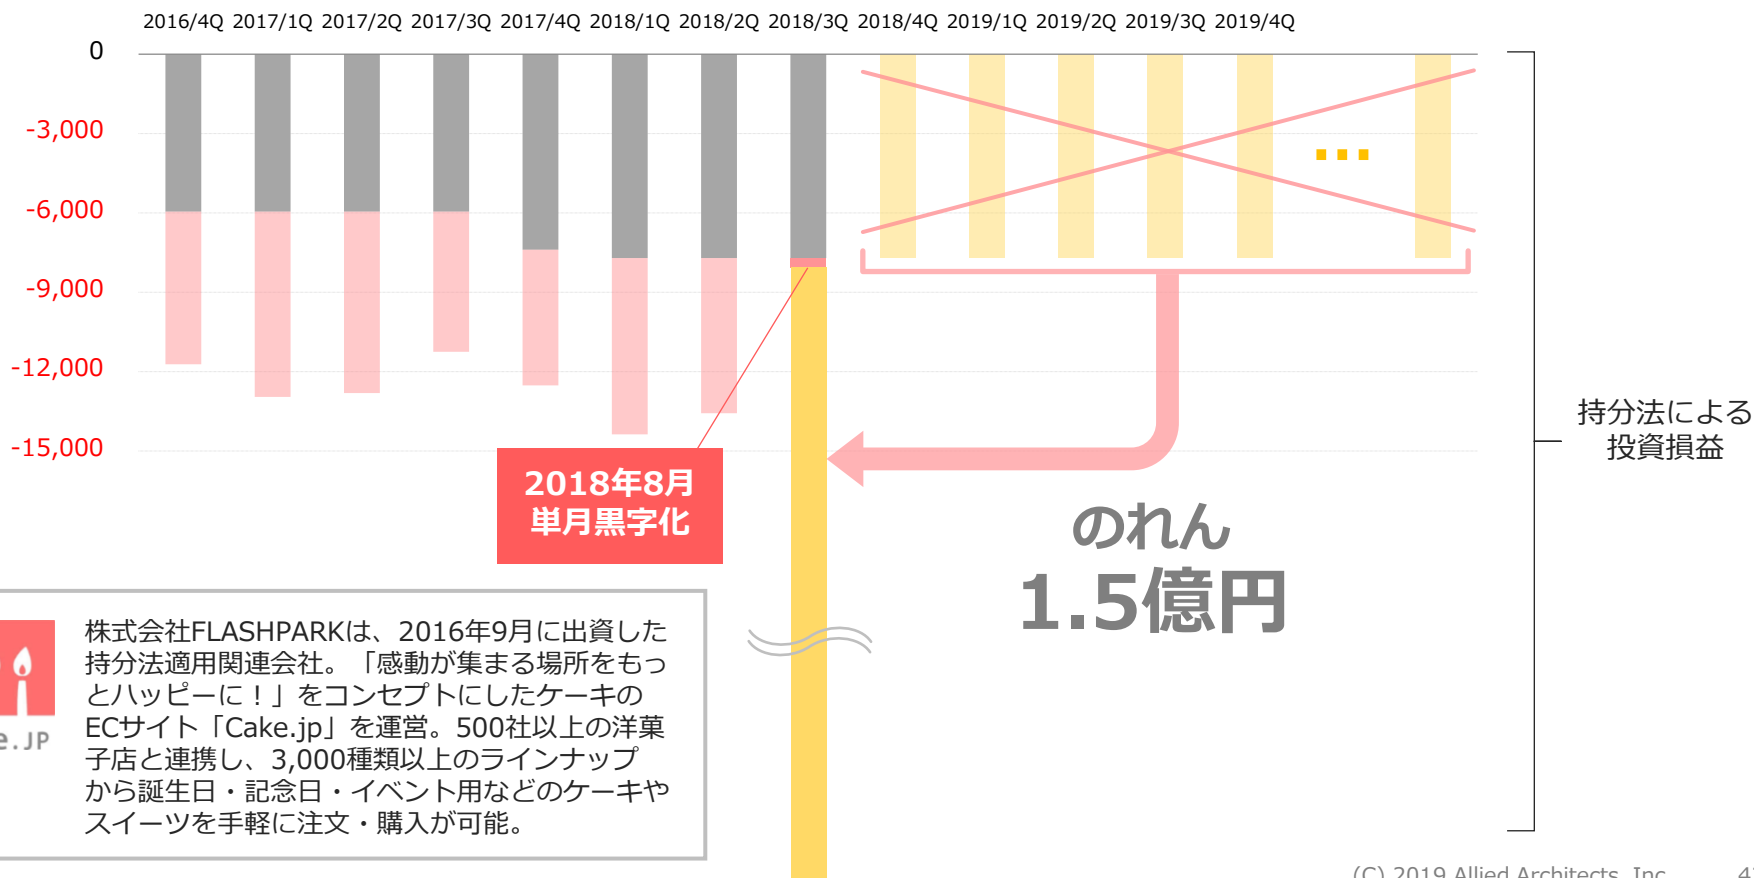 2016/4Q 2017/1Q 2017/2Q 2017/3Q 2017/4Q 2018/1Q 2018/2Q 2018/3Q 2018/4Q 2019/1Q 2019/2Q 2019/3Q 2019/4Q
0
-3,000
-6,000
-9,000
-12,000
-15,000
…
2018年8月
単月黒字化
のれん
1.5億円
持分法による
投資損益
e.JP
株式会社FLASHPARKは、2016年9月に出資した
持分法適用関連会社。「感動が集まる場所をもっ
とハッピーに！」をコンセプトにしたケーキの
ECサイト「Cake.jp」を運営。500社以上の洋菓
子店と連携し、3,000種類以上のラインナップ
から誕生日・記念日・イベント用などのケーキや
スイーツを手軽に注文・購入が可能。
(C) 2019 Allied Architects, Inc.